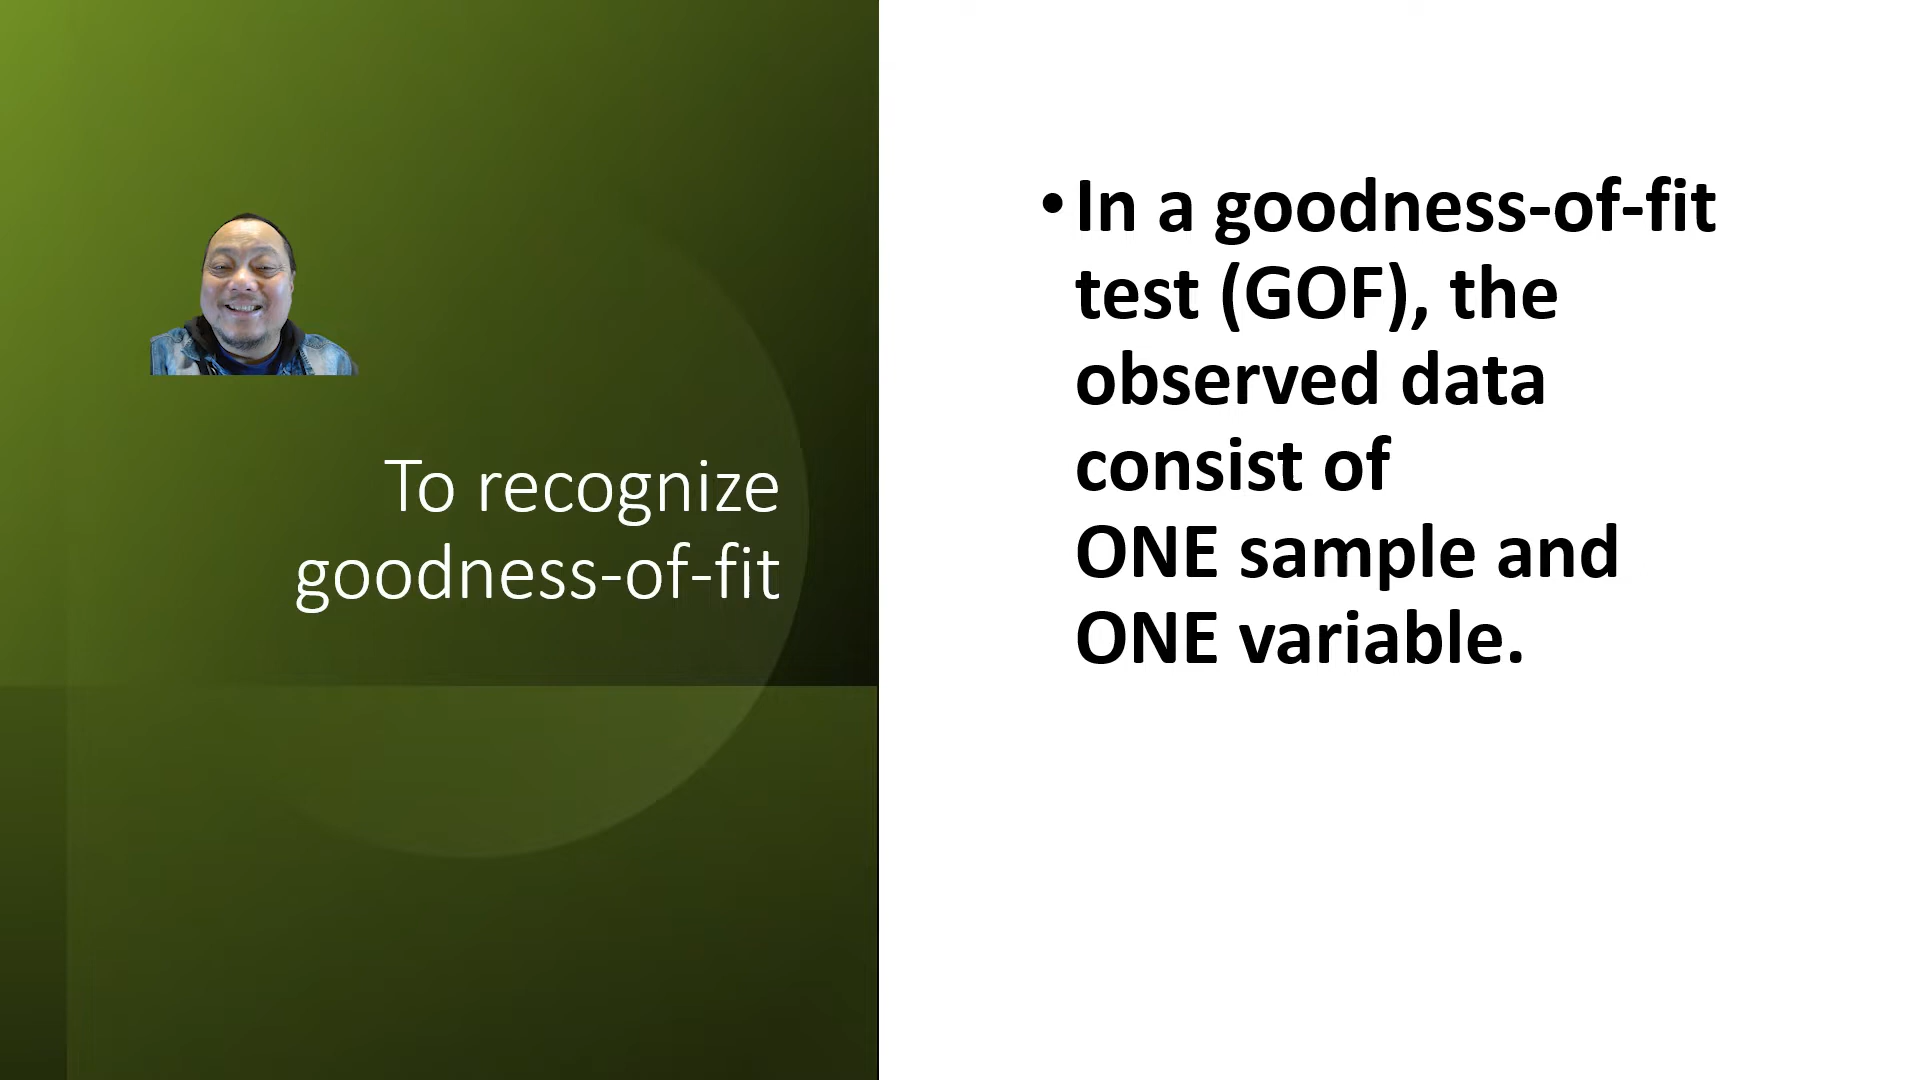 To recognize
goodness-of-fit
• In a goodness-of-fit
test (GOF), the
observed data
consist of
ONE sample and
ONE variable.